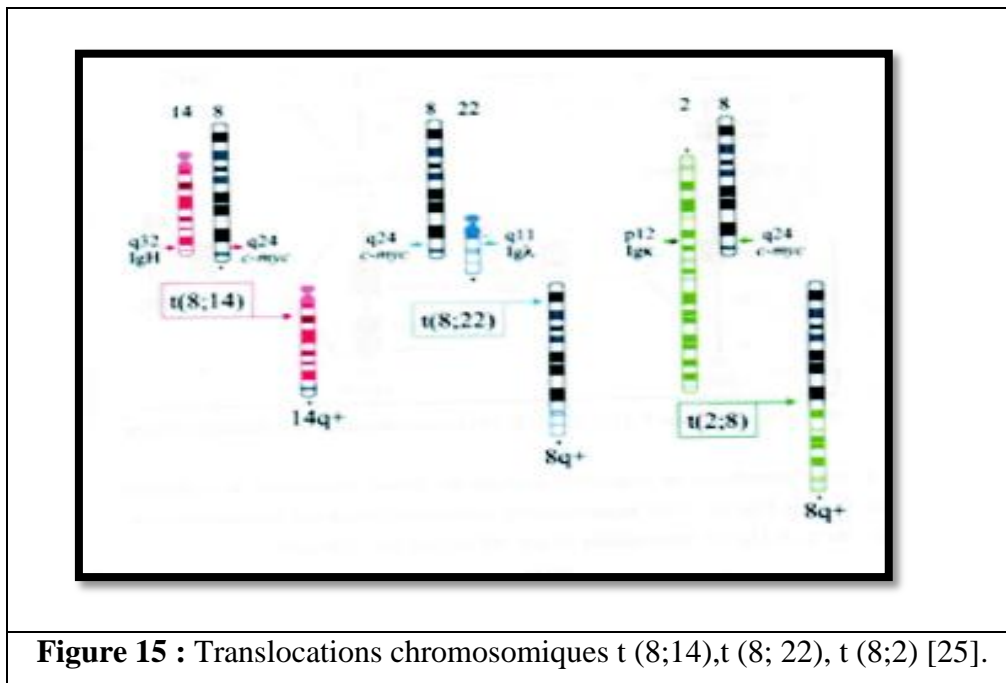 14 8
q32 q24
IgH c-myc
t(8;14)
14q+
8 22
q24 q11
c-myc Igλ
t(8;22)
8q+
2 8
p12 q24
Igκ c-myc
t(2;8)
8q+
Figure 15 : Translocations chromosomiques t (8;14),t (8; 22), t (8;2) [25].